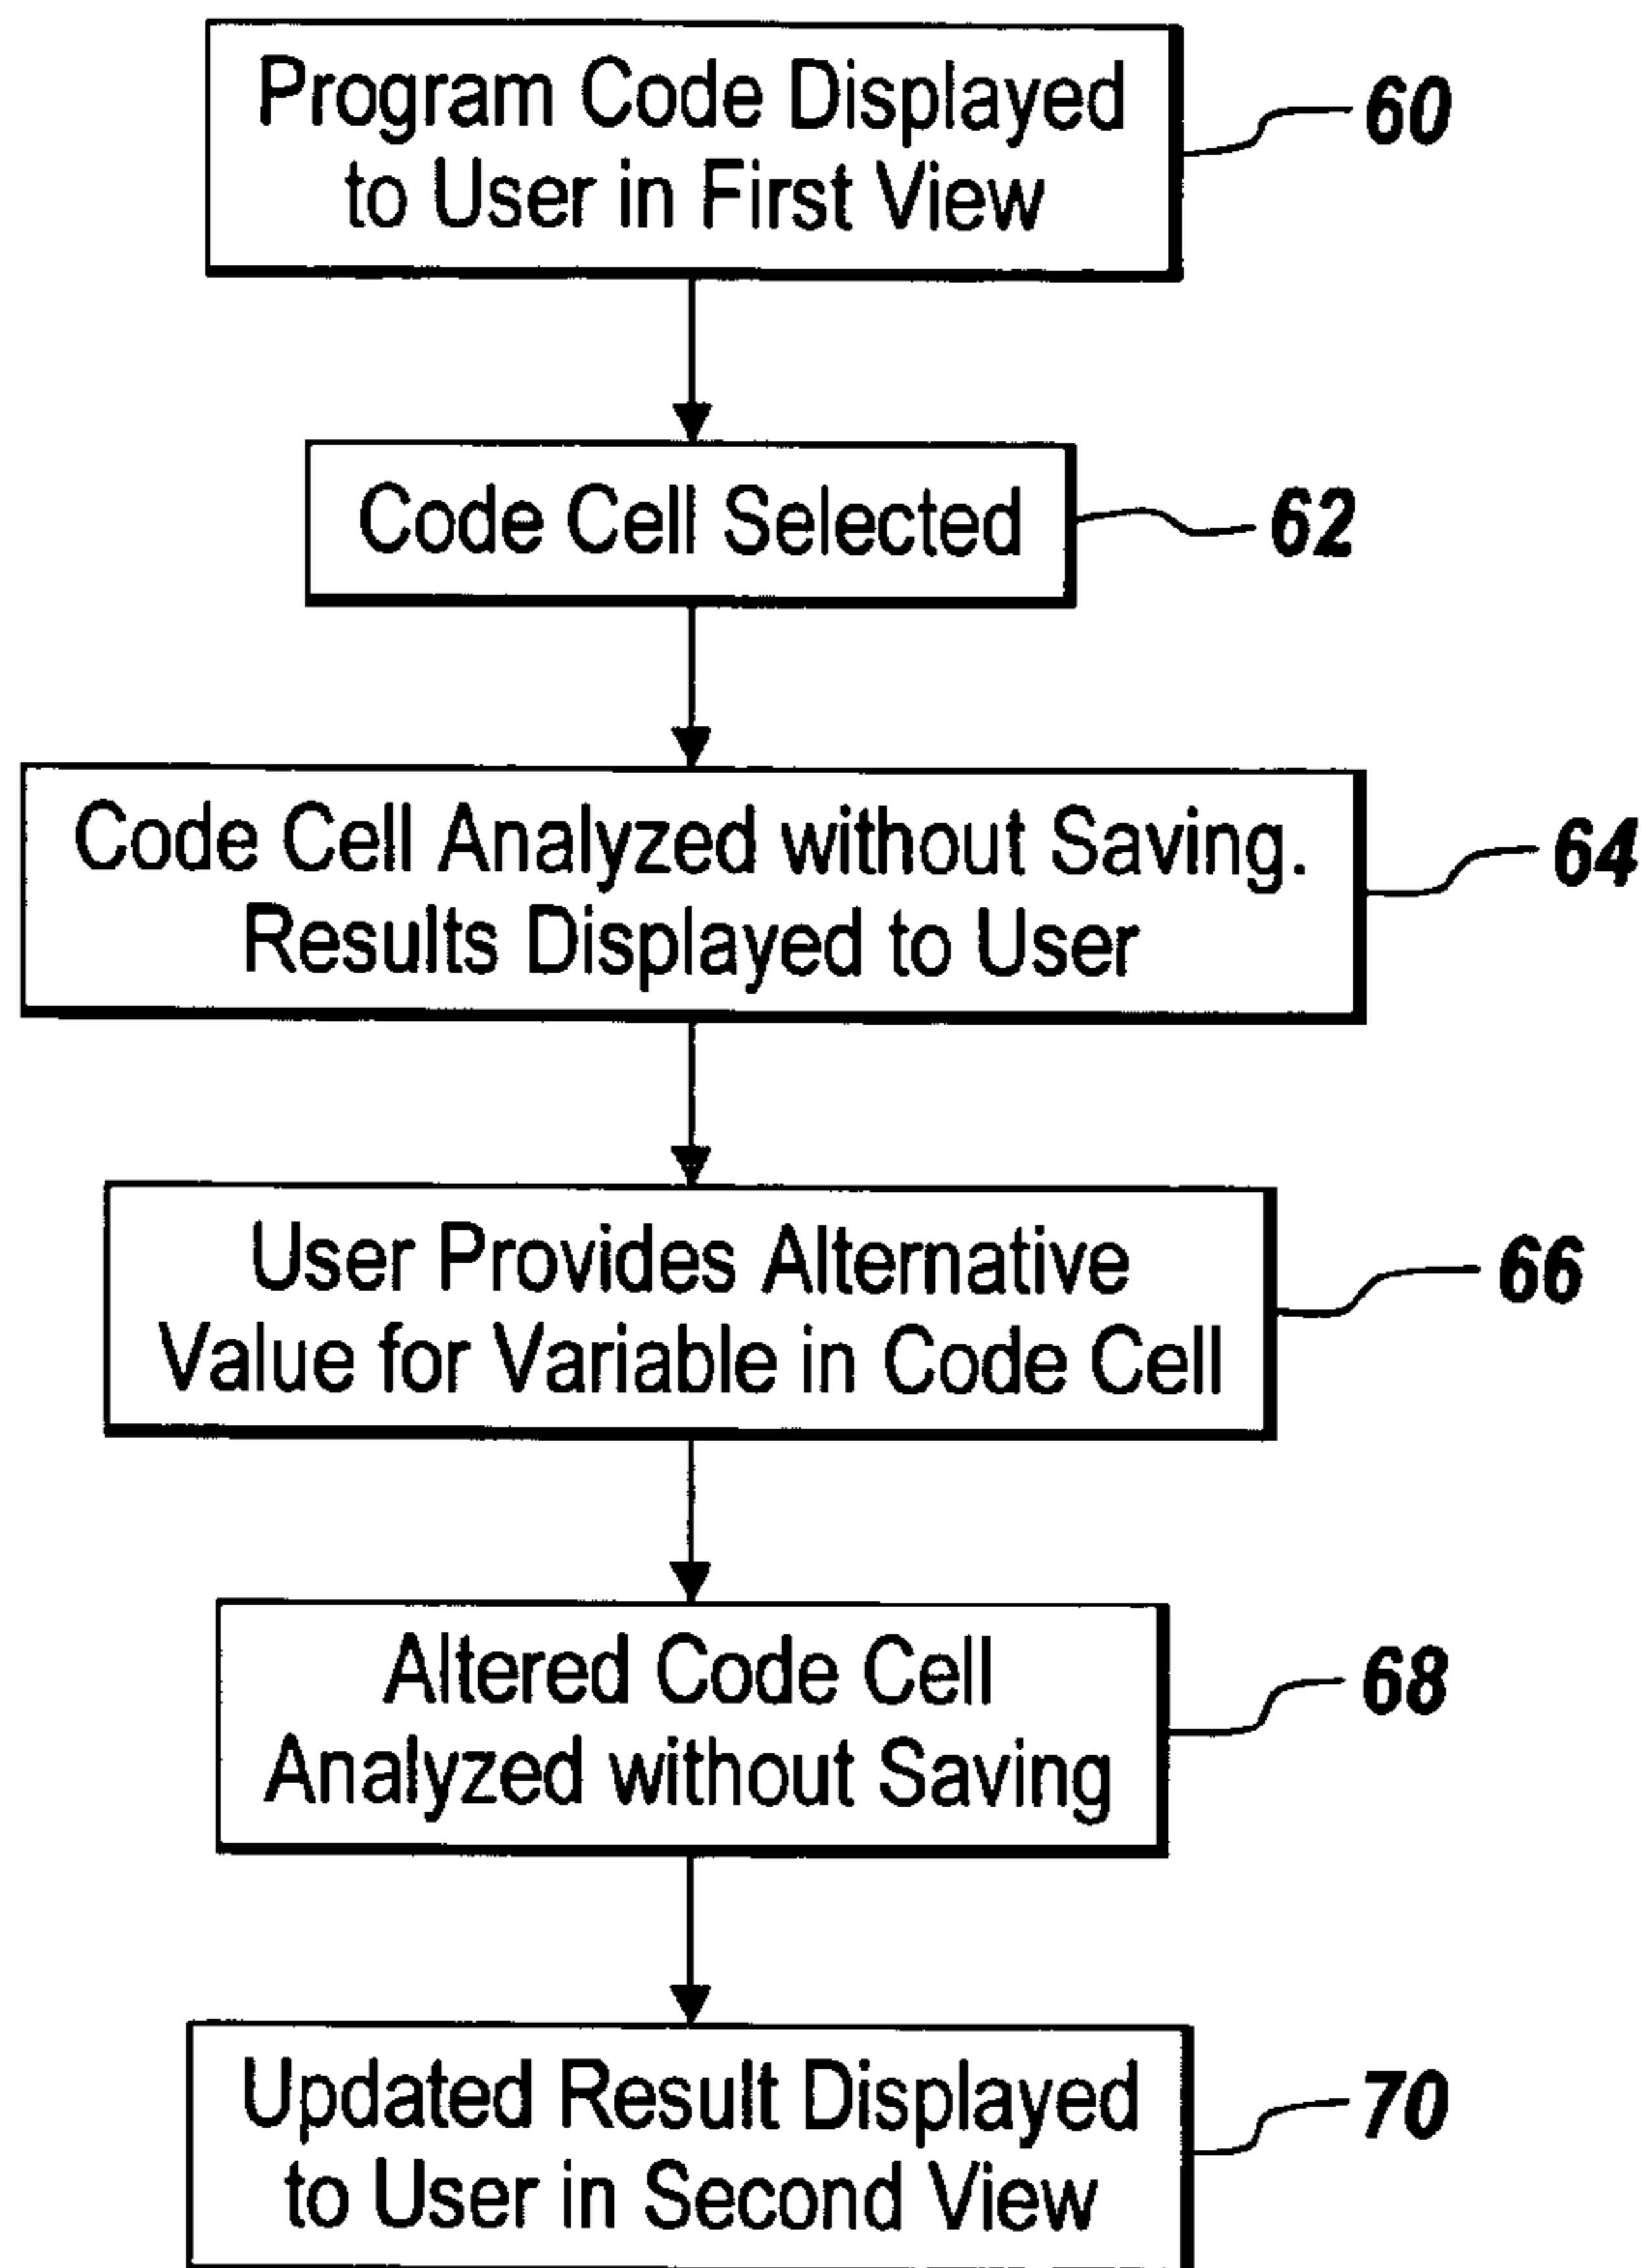 Program Code Displayed
to User in First View
60
Code Cell Selected
62
Code Cell Analyzed without Saving.
Results Displayed to User
64
User Provides Alternative
Value for Variable in Code Cell
66
Altered Code Cell
Analyzed without Saving
68
Updated Result Displayed
to User in Second View
70